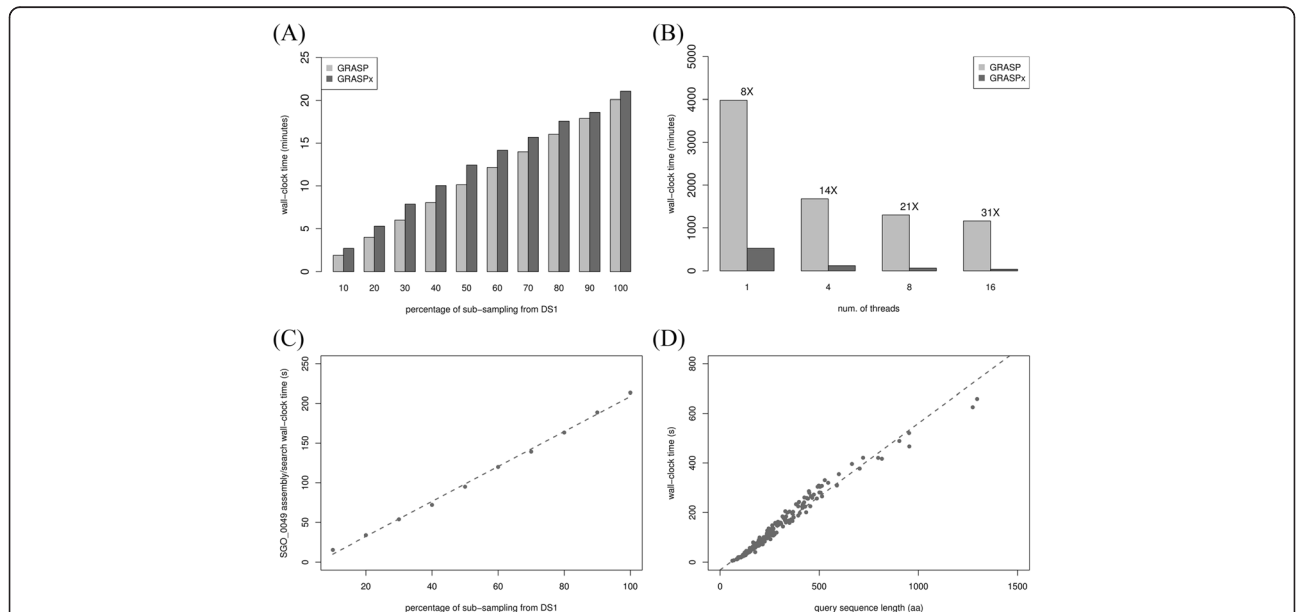 (A)
25
20
15
10
5
0
wall-clock time (minutes)
GRASP
GRASPx
10 20 30 40 50 60 70 80 90 100
percentage of sub-sampling from DS1
(B)
5000
4000
3000
2000
1000
0
wall-clock time (minutes)
GRASP
GRASPx
8X
14X
21X
31X
1 4 8 16
num. of threads
(C)
250
200
150
100
50
0
SGO_0049 assembly/search wall-clock time (s)
20 40 60 80 100
percentage of sub-sampling from DS1
(D)
800
600
400
200
0
wall-clock time (s)
0 500 1000 1500
query sequence length (aa)